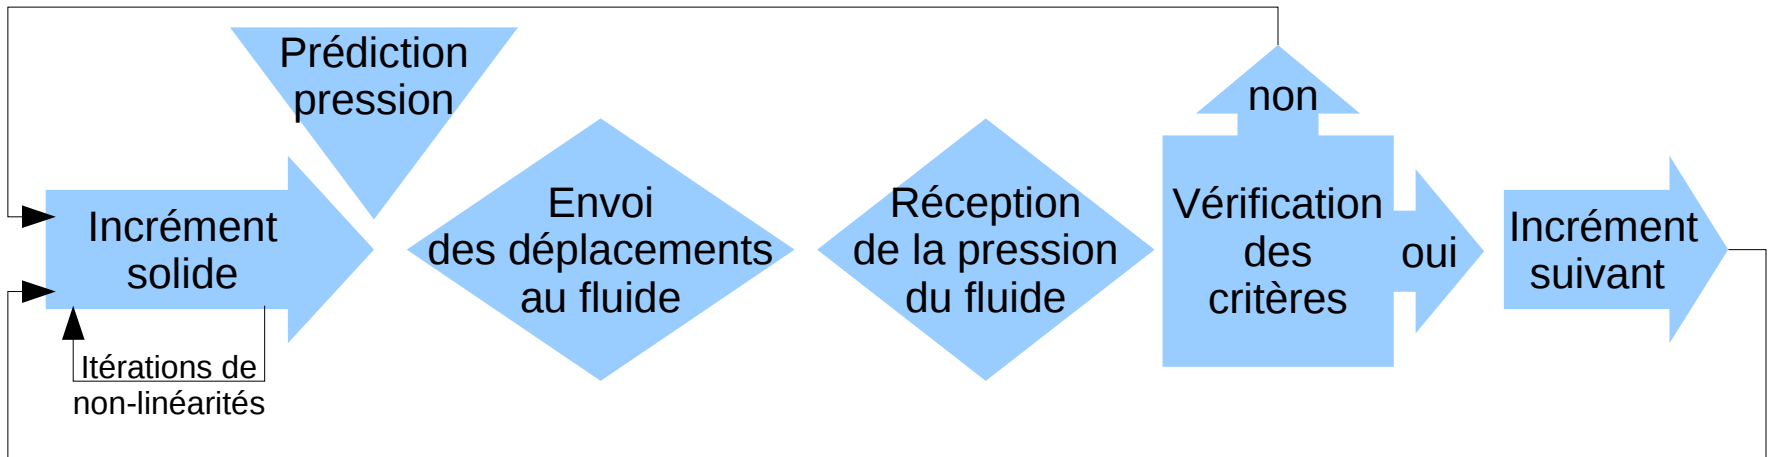 Prédiction
pression
Incrément
solide
Itérations de
non-linéarités
Envoi
des déplacements
au fluide
Réception
de la pression
du fluide
non
Vérification
des
critères
oui
Incrément
suivant